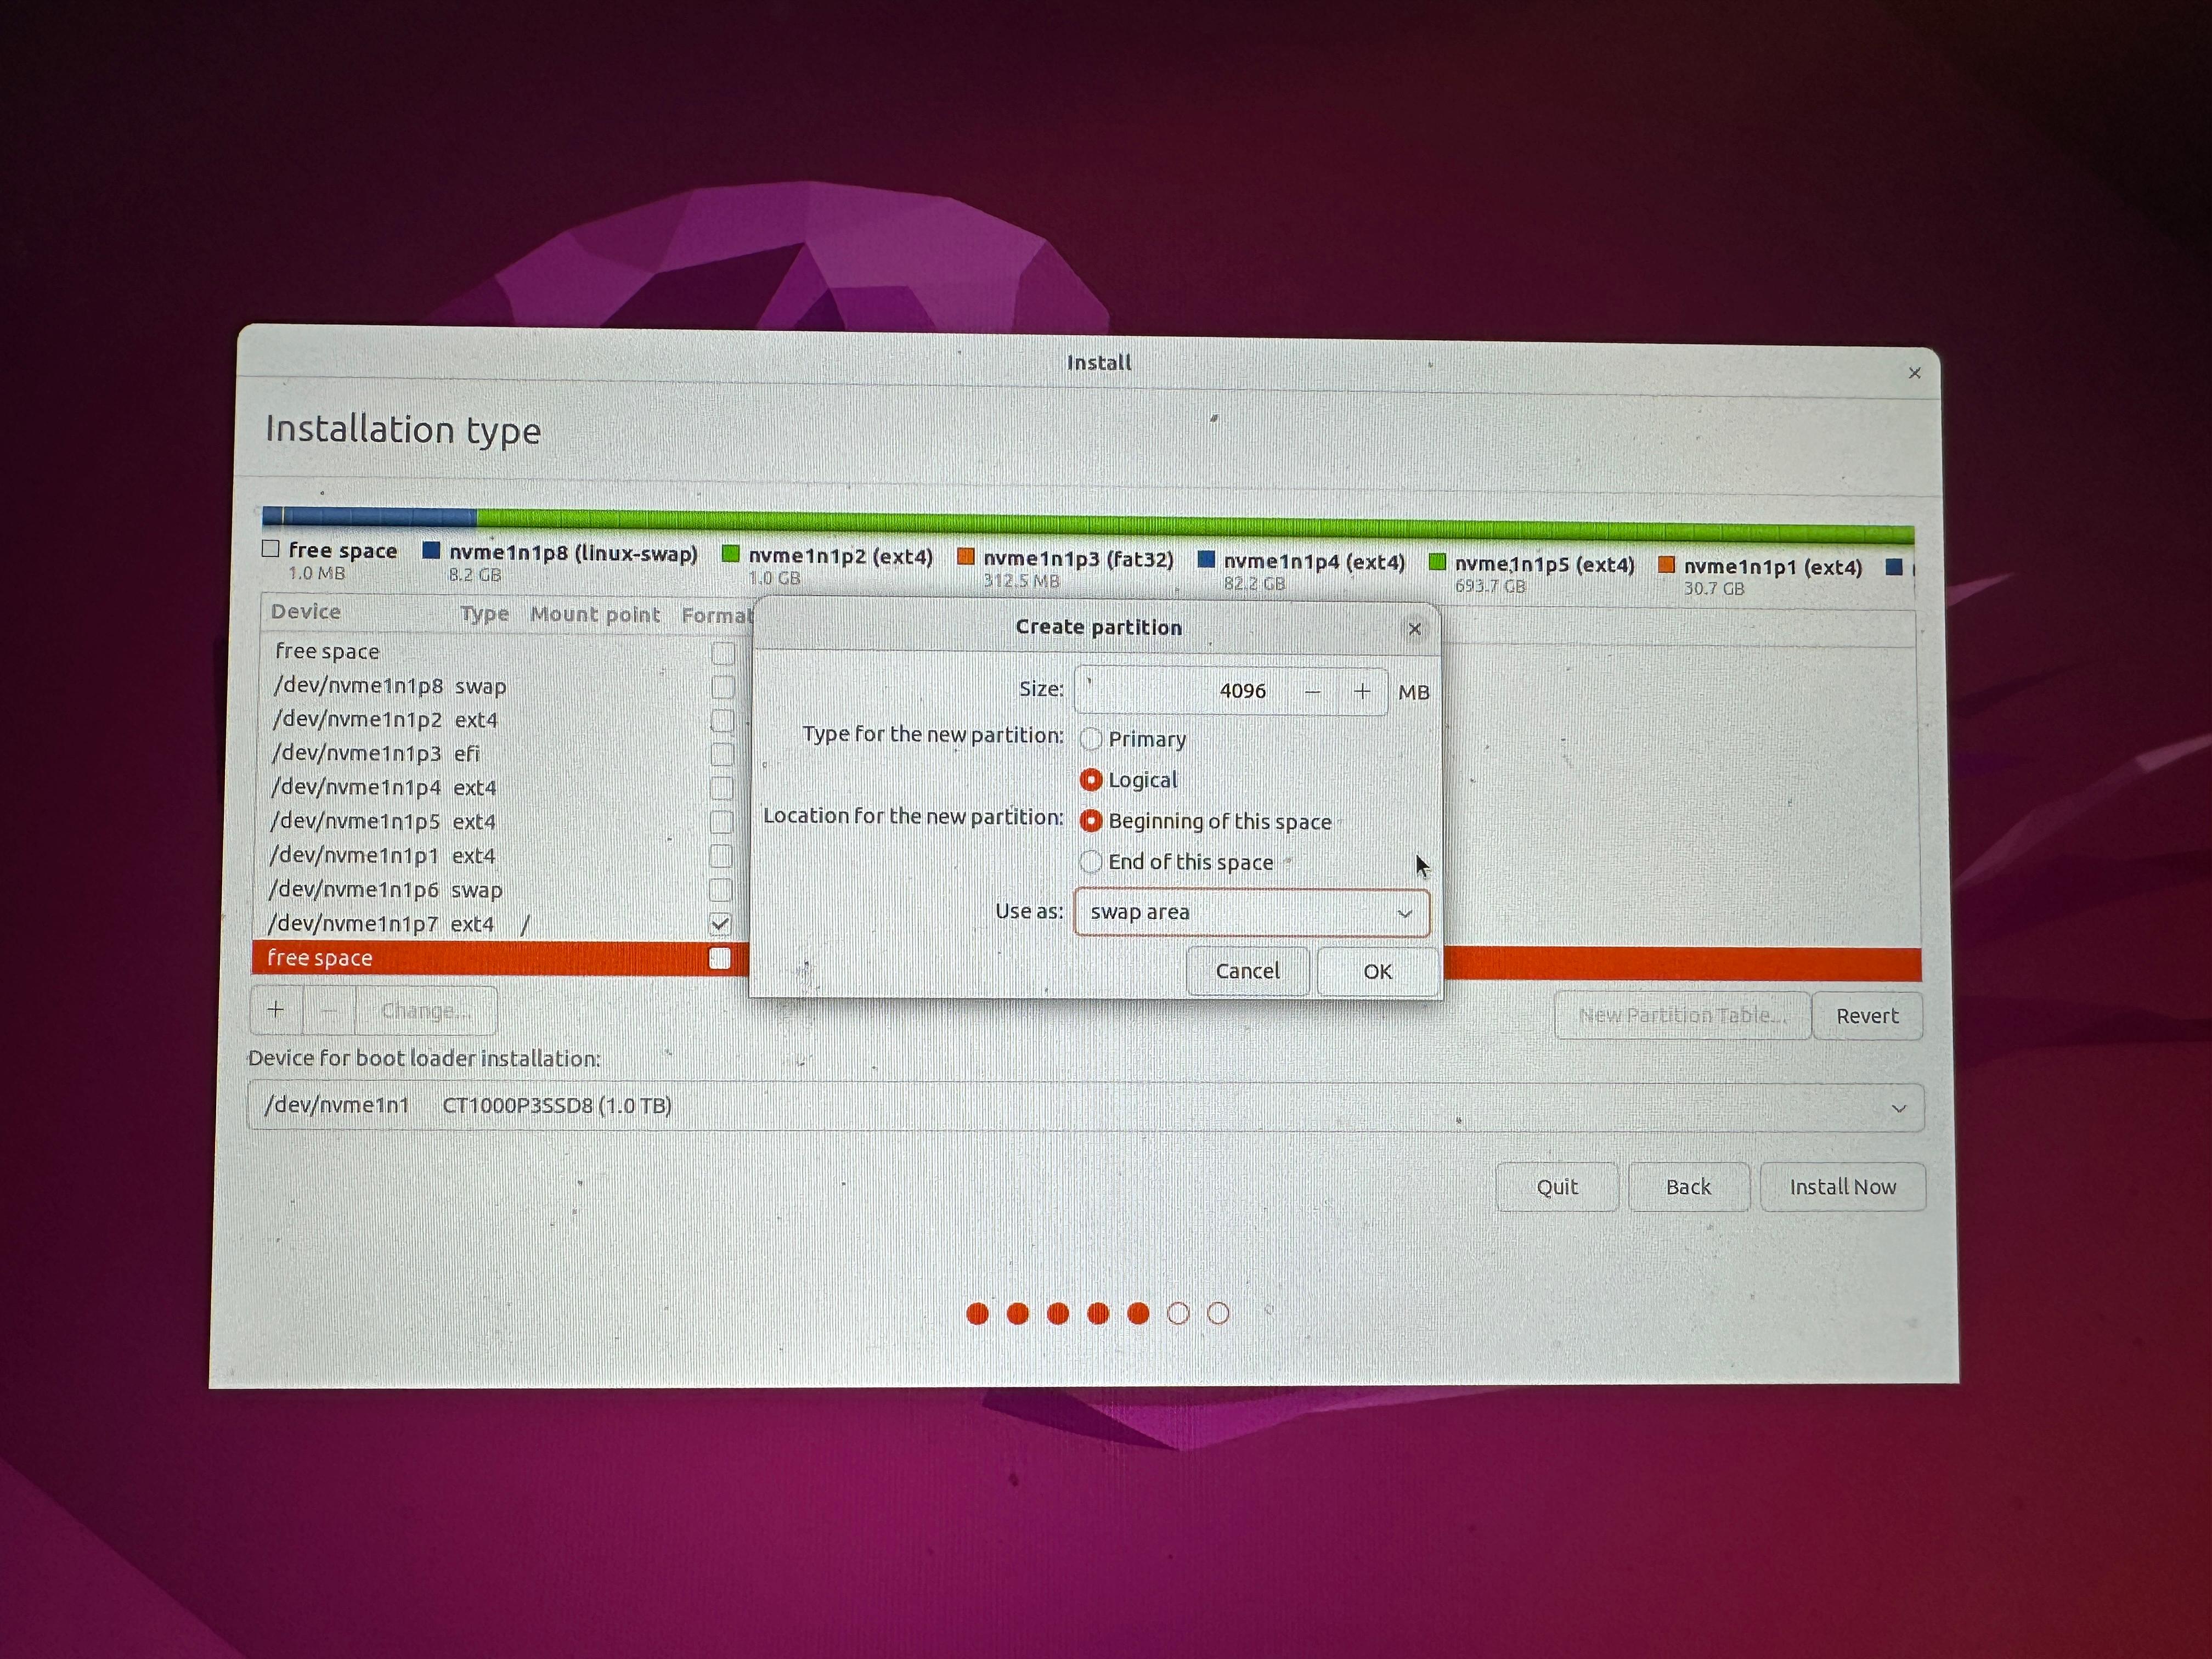 Install
Installation type
free space
1.0 MB
nvme1n1p8 (linux-swap)
8.2 GB
nvme1n1p2 (ext4)
1.0 GB
nvme1n1p3 (fat32)
312.5 MB
nvme1n1p4 (ext4)
82.2 GB
nvme1n1p5 (ext4)
693.7 GB
nvme1n1p1 (ext4)
30.7 GB
Device Type Mount point Format
free space
/dev/nvme1n1p8 swap
/dev/nvme1n1p2 ext4
/dev/nvme1n1p3 efi
/dev/nvme1n1p4 ext4
/dev/nvme1n1p5 ext4
/dev/nvme1n1p1 ext4
/dev/nvme1n1p6 swap
/dev/nvme1n1p7 ext4 /
free space
Create partition
Size: 4096 MB
Type for the new partition: Primary
Logical
Location for the new partition: Beginning of this space
End of this space
Use as: swap area
Cancel OK
+ − Change...
New Partition Table... Revert
Device for boot loader installation:
/dev/nvme1n1 CT1000P3SSD8 (1.0 TB)
Quit Back Install Now